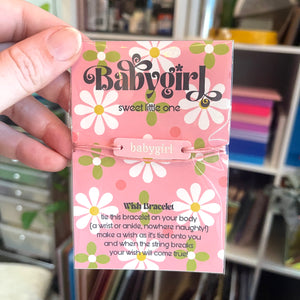 Babygirl
sweet little one
babygirl
Wish Bracelet
tie this bracelet on your body
(a wrist or ankle, nowhere naughty!)
make a wish as it's tied onto you
and when the string breaks
your wish will come true!